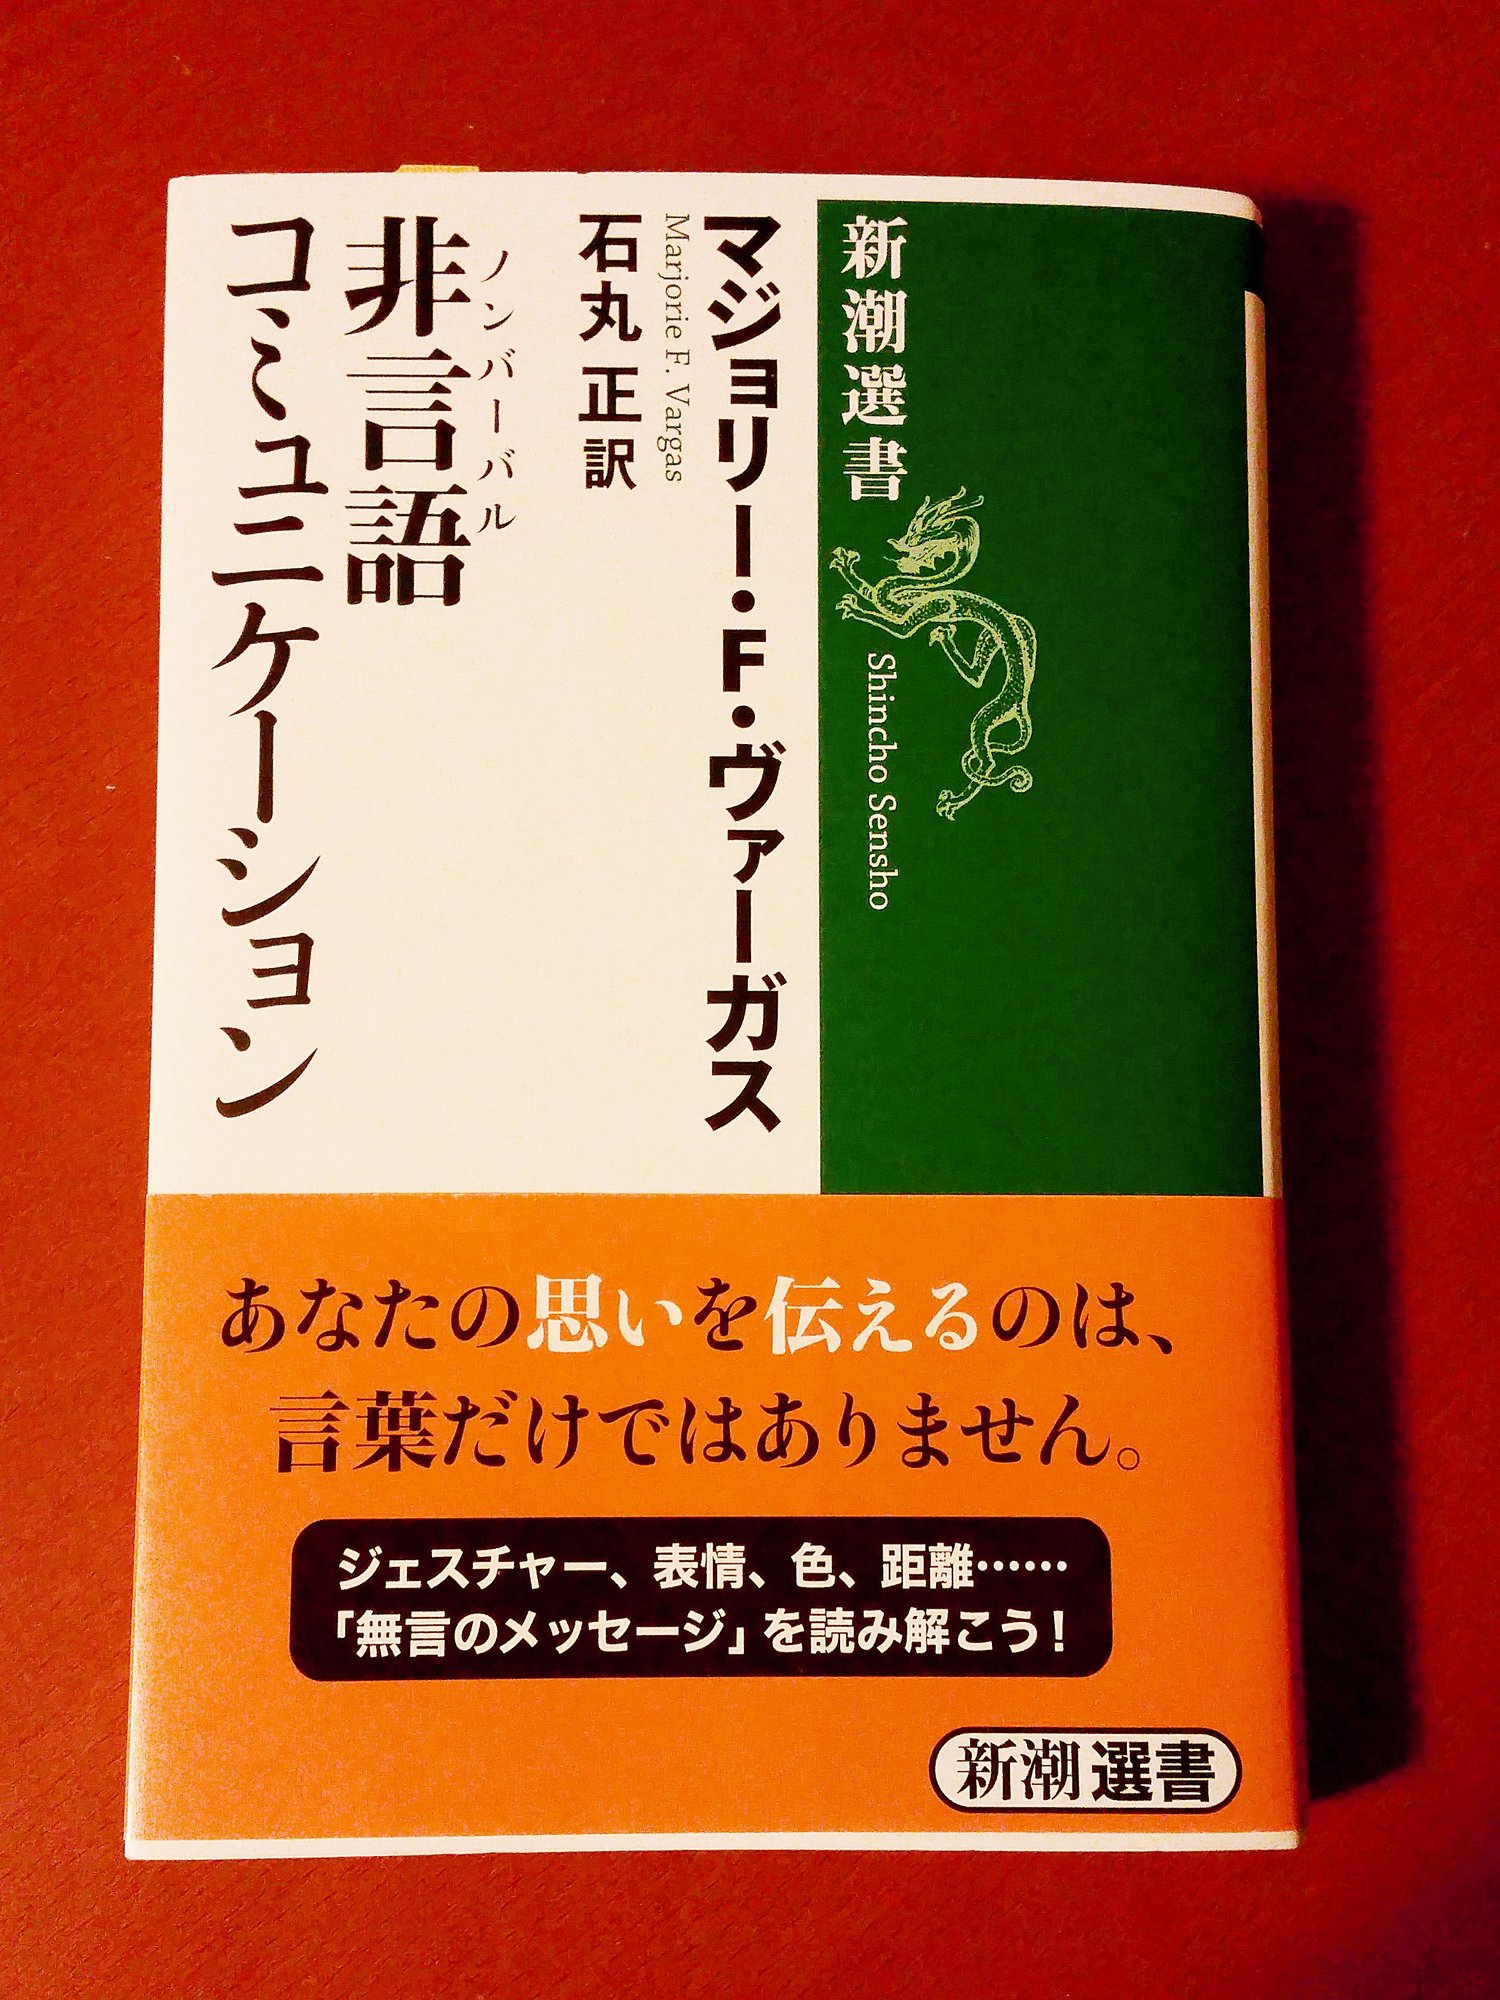 新潮選書
Shincho Sensho
マジョリー・F・ヴァーガス
Marjorie F. Vargas
石丸 正訳
ノンバーバル
非言語
コミュニケーション
あなたの思いを伝えるのは、
言葉だけではありません。
ジェスチャー、表情、色、距離……
「無言のメッセージ」を読み解こう！
新潮選書